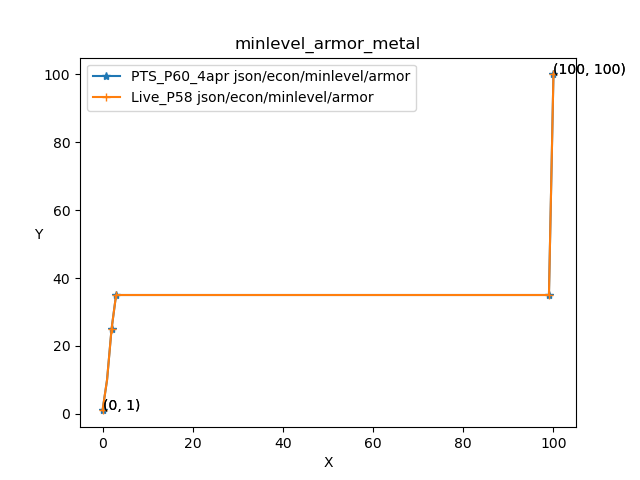 minlevel_armor_metal
PTS_P60_4apr json/econ/minlevel/armor
Live_P58 json/econ/minlevel/armor
(100, 100)
100
80
60
Y
40
20
0
(0, 1)
0 20 40 60 80 100
X